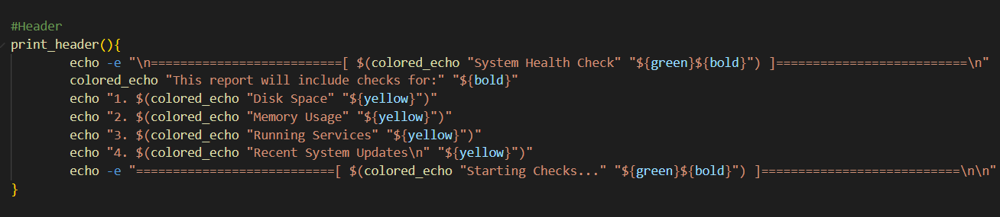 #Header
print_header(){
        echo -e "\n==========================[ $(colored_echo "System Health Check" "${green}${bold}") ]==========================\n"
        colored_echo "This report will include checks for:" "${bold}"
        echo "1. $(colored_echo "Disk Space" "${yellow}")"
        echo "2. $(colored_echo "Memory Usage" "${yellow}")"
        echo "3. $(colored_echo "Running Services" "${yellow}")"
        echo "4. $(colored_echo "Recent System Updates\n" "${yellow}")"
        echo -e "===========================[ $(colored_echo "Starting Checks..." "${green}${bold}") ]===========================\n\n"
}